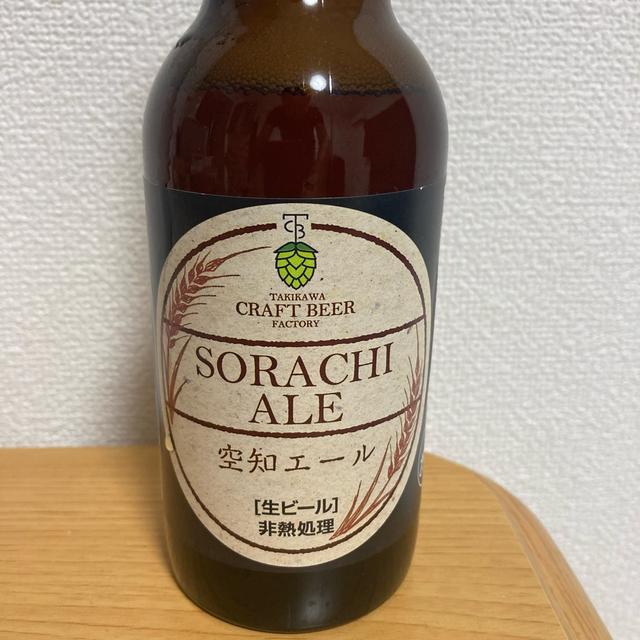 TCB
TAKIKAWA
CRAFT BEER
FACTORY
SORACHI
ALE
空知エール
[生ビール]
非熱処理